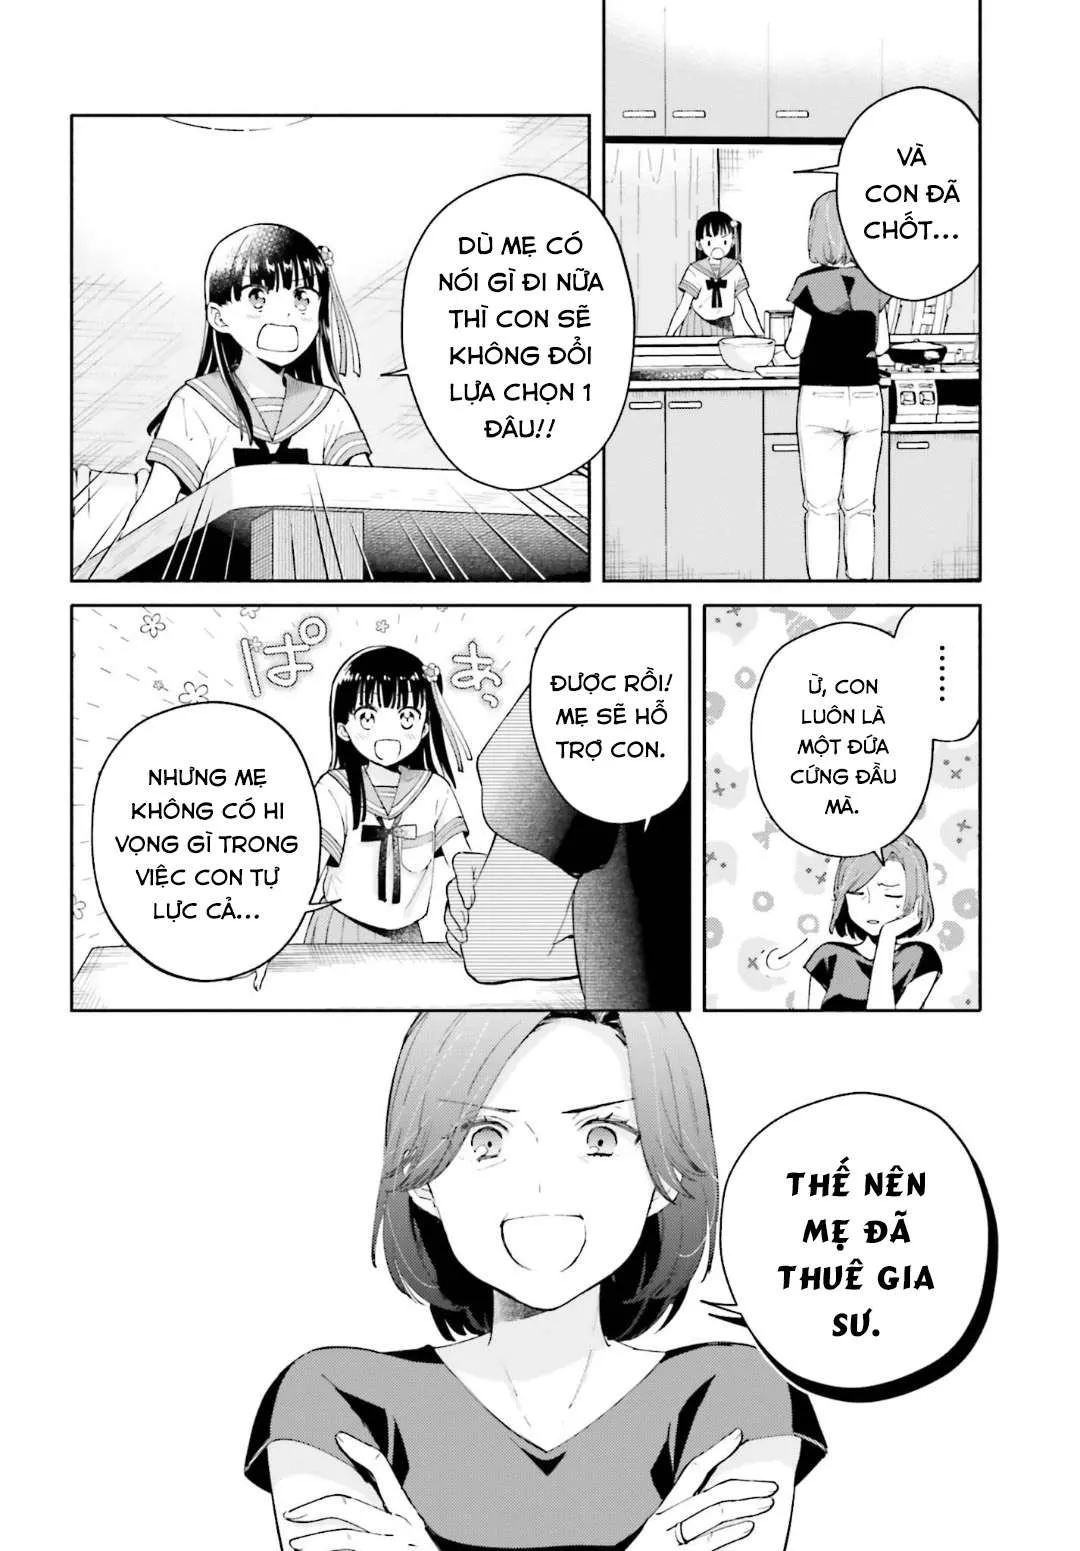 VÀ
CON ĐÃ
CHỐT...
DÙ MẸ CÓ
NÓI GÌ ĐI NỮA
THÌ CON SẼ
KHÔNG ĐỔI
LỰA CHỌN 1
ĐÂU!!
.......
Ừ, CON
LUÔN LÀ
MỘT ĐỨA
CỨNG ĐẦU
MÀ.
ĐƯỢC RỒI!
MẸ SẼ HỖ
TRỢ CON.
ぱあっ
NHƯNG MẸ
KHÔNG CÓ HI
VỌNG GÌ TRONG
VIỆC CON TỰ
LỰC CẢ...
THẾ NÊN
MẸ ĐÃ
THUÊ GIA
SƯ.